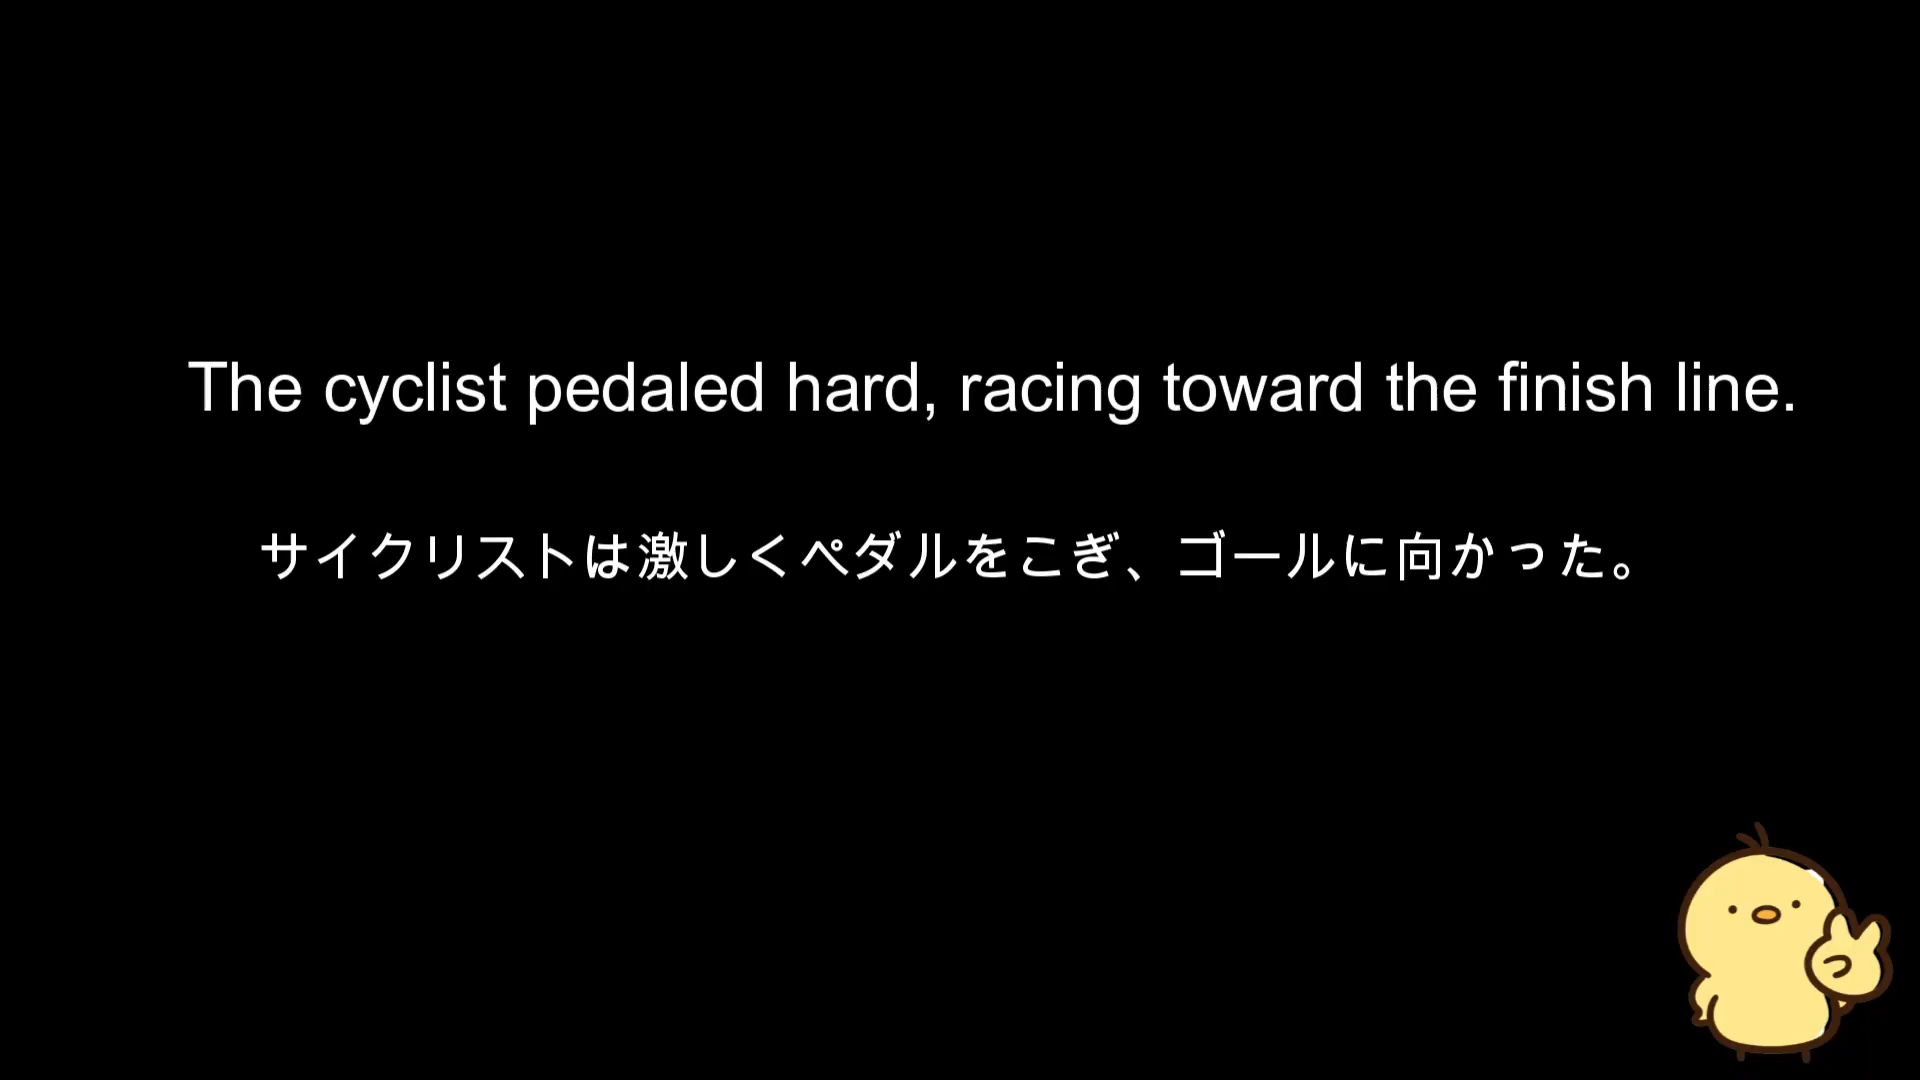 The cyclist pedaled hard, racing toward the finish line.
サイクリストは激しくペダルをこぎ、ゴールに向かった。